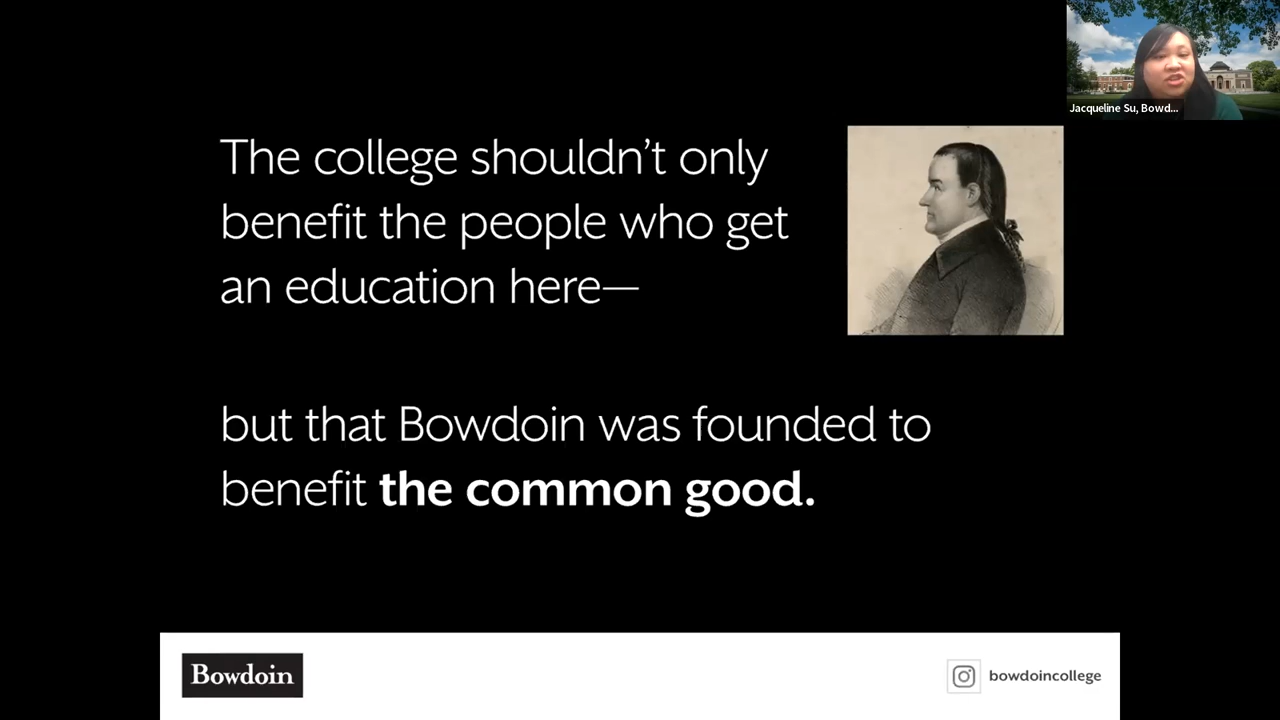 Jacqueline Su, Bowd...
The college shouldn't only
benefit the people who get
an education here—
but that Bowdoin was founded to
benefit the common good.
Bowdoin
bowdoincollege